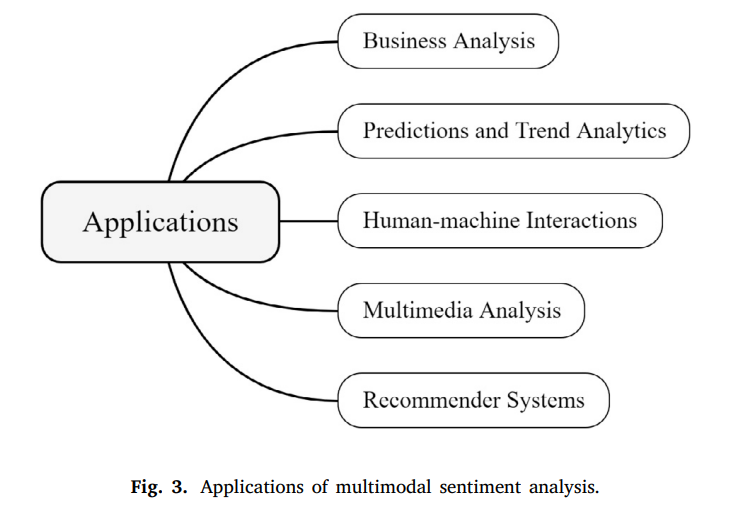 Business Analysis
Predictions and Trend Analytics
Applications
Human-machine Interactions
Multimedia Analysis
Recommender Systems
Fig. 3. Applications of multimodal sentiment analysis.